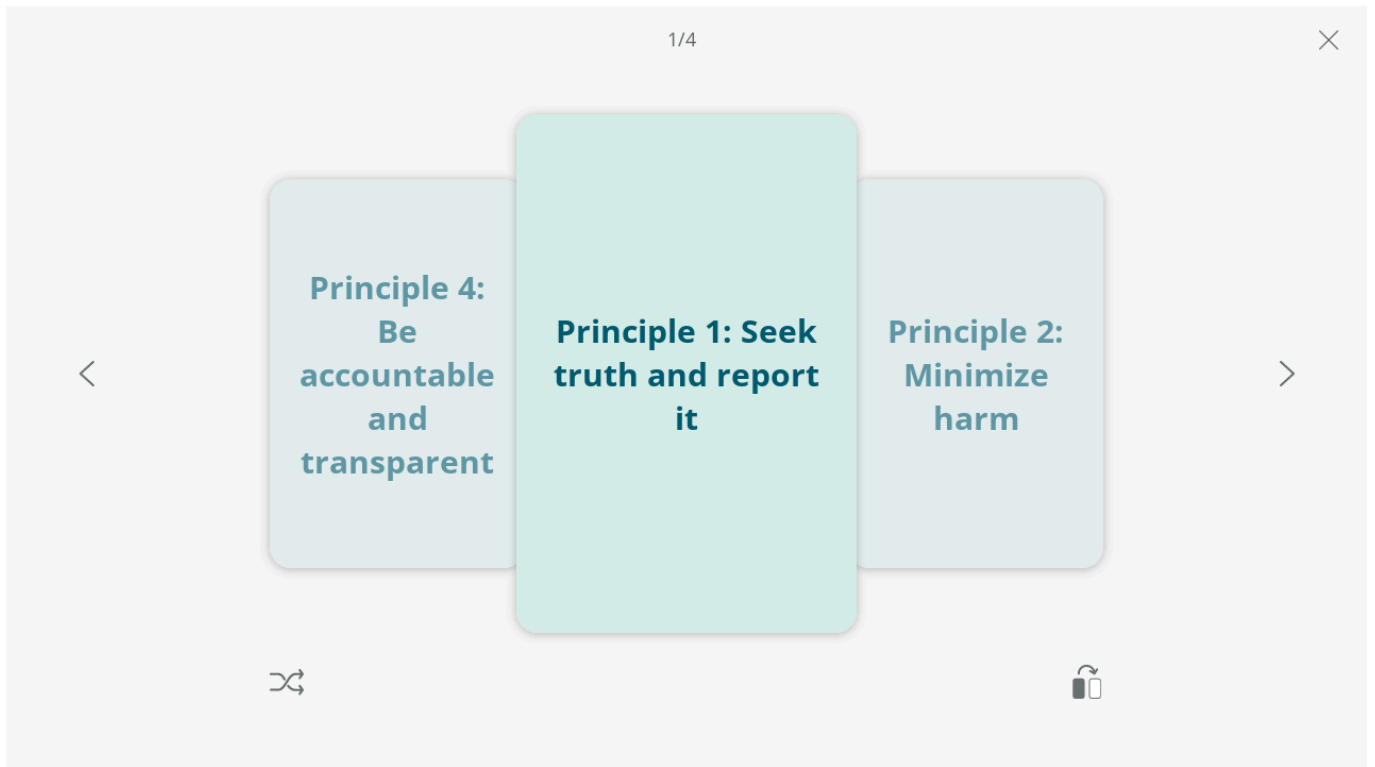 1/4
Principle 4:
Be
accountable
and
transparent
Principle 1: Seek
truth and report
it
Principle 2:
Minimize
harm